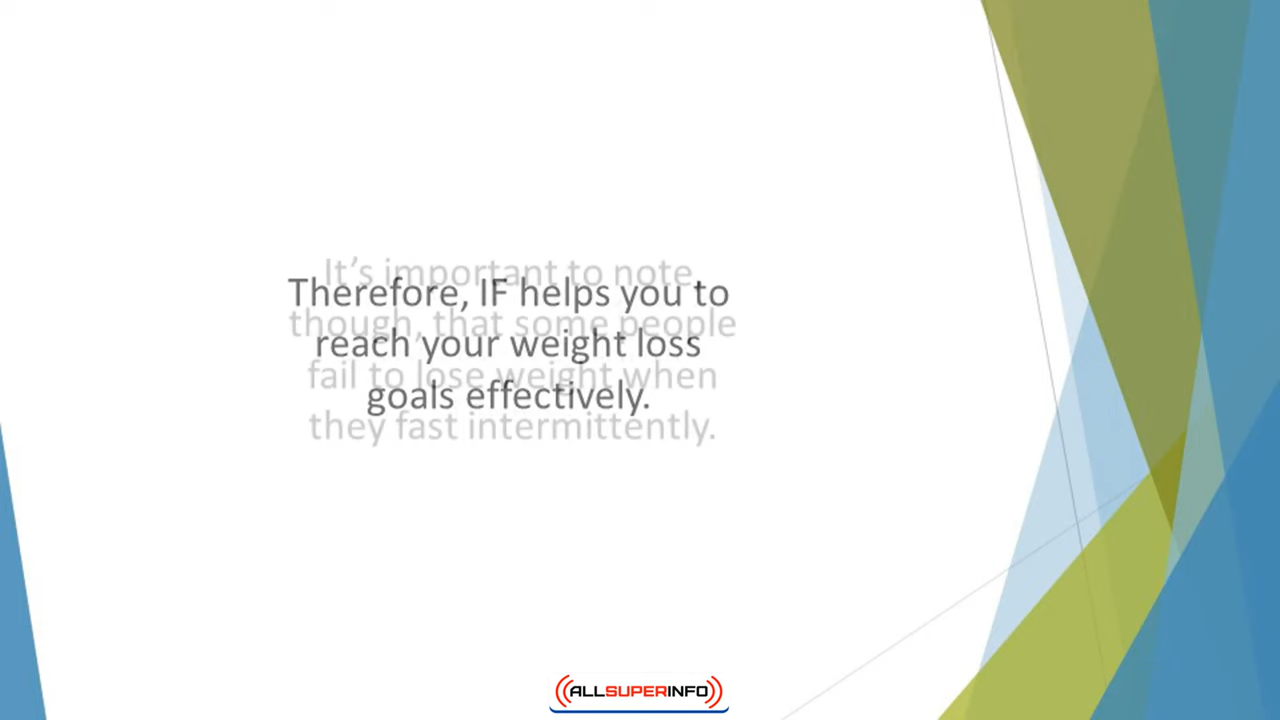 Therefore, IF helps you to
reach your weight loss
goals effectively.
It’s important to note
though, that some people
fail to lose weight when
they fast intermittently.
ALLSUPERINFO